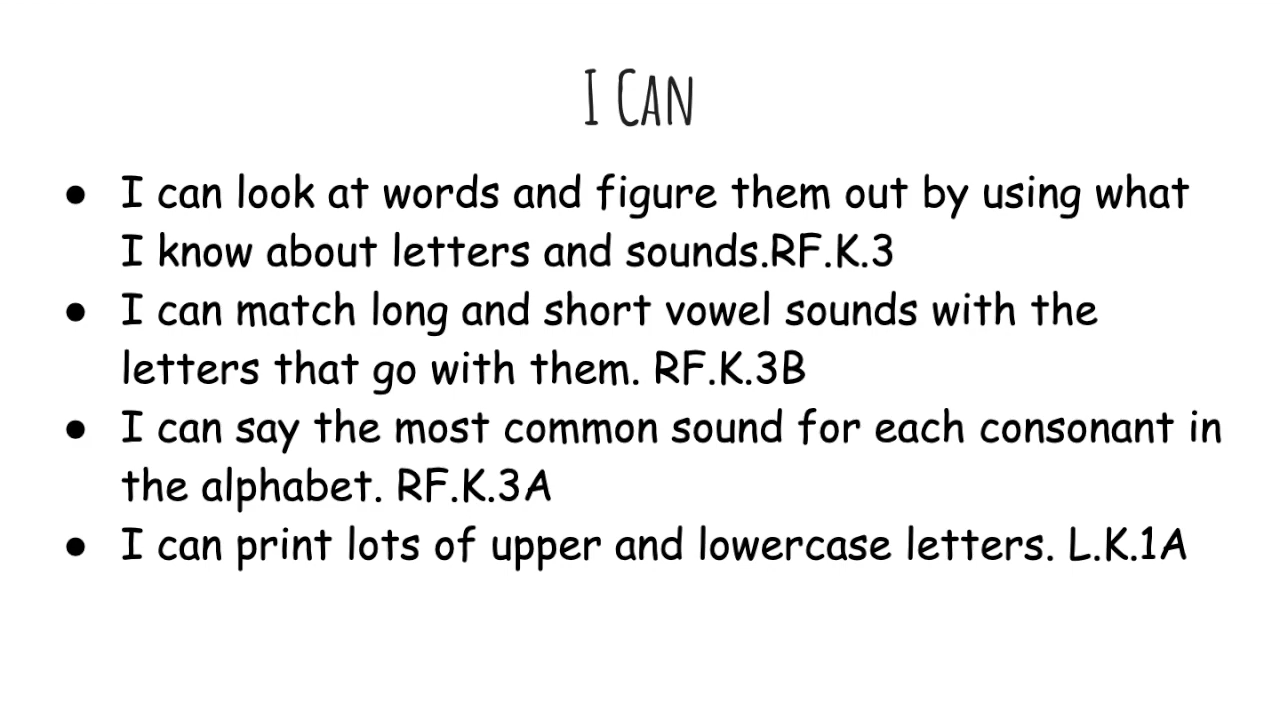 I Can
● I can look at words and figure them out by using what
I know about letters and sounds.RF.K.3
● I can match long and short vowel sounds with the
letters that go with them. RF.K.3B
● I can say the most common sound for each consonant in
the alphabet. RF.K.3A
● I can print lots of upper and lowercase letters. L.K.1A